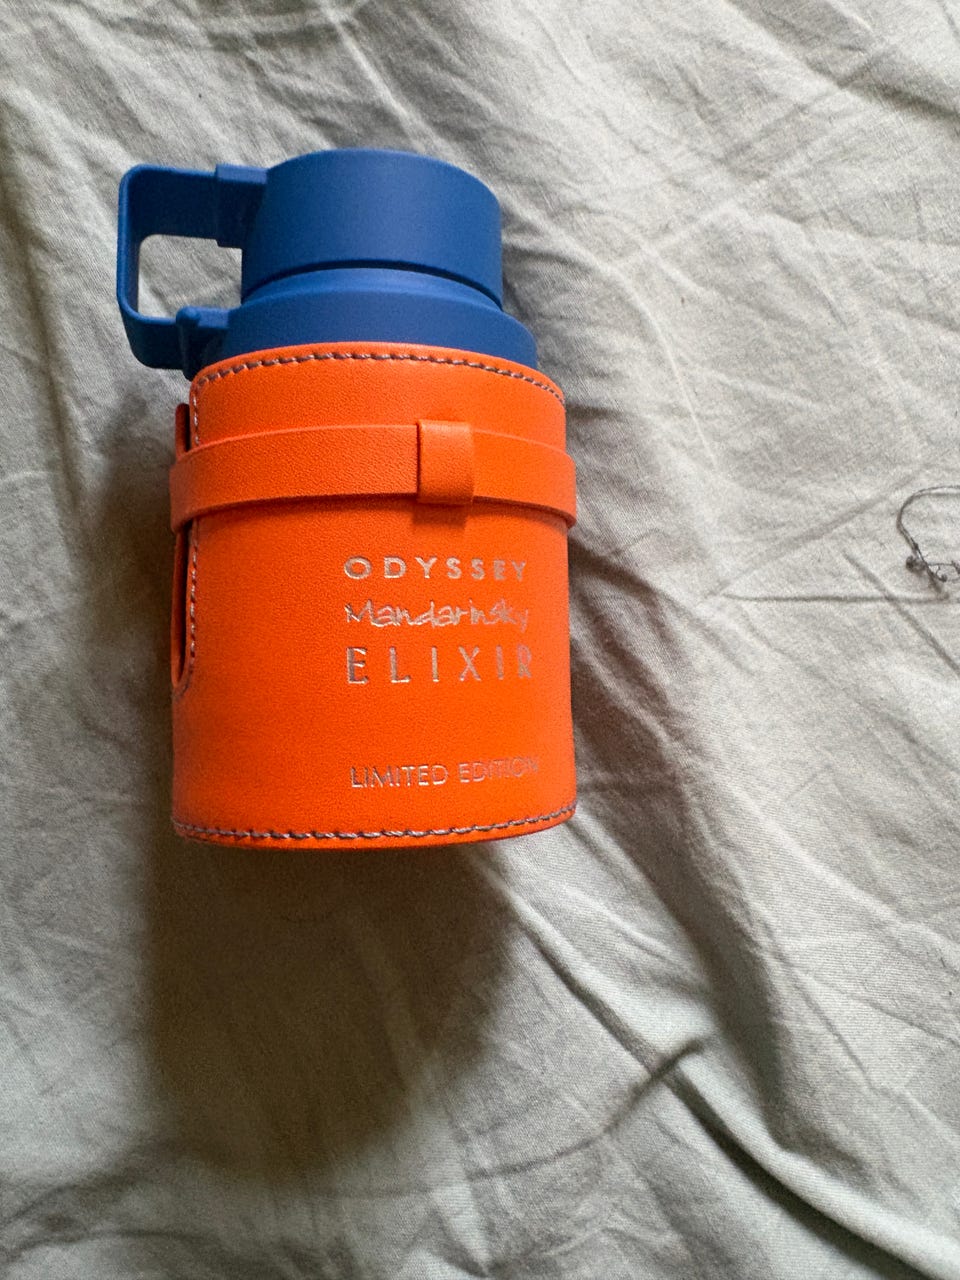 ODYSSEY
Mandarinsky
ELIXIR
LIMITED EDITION